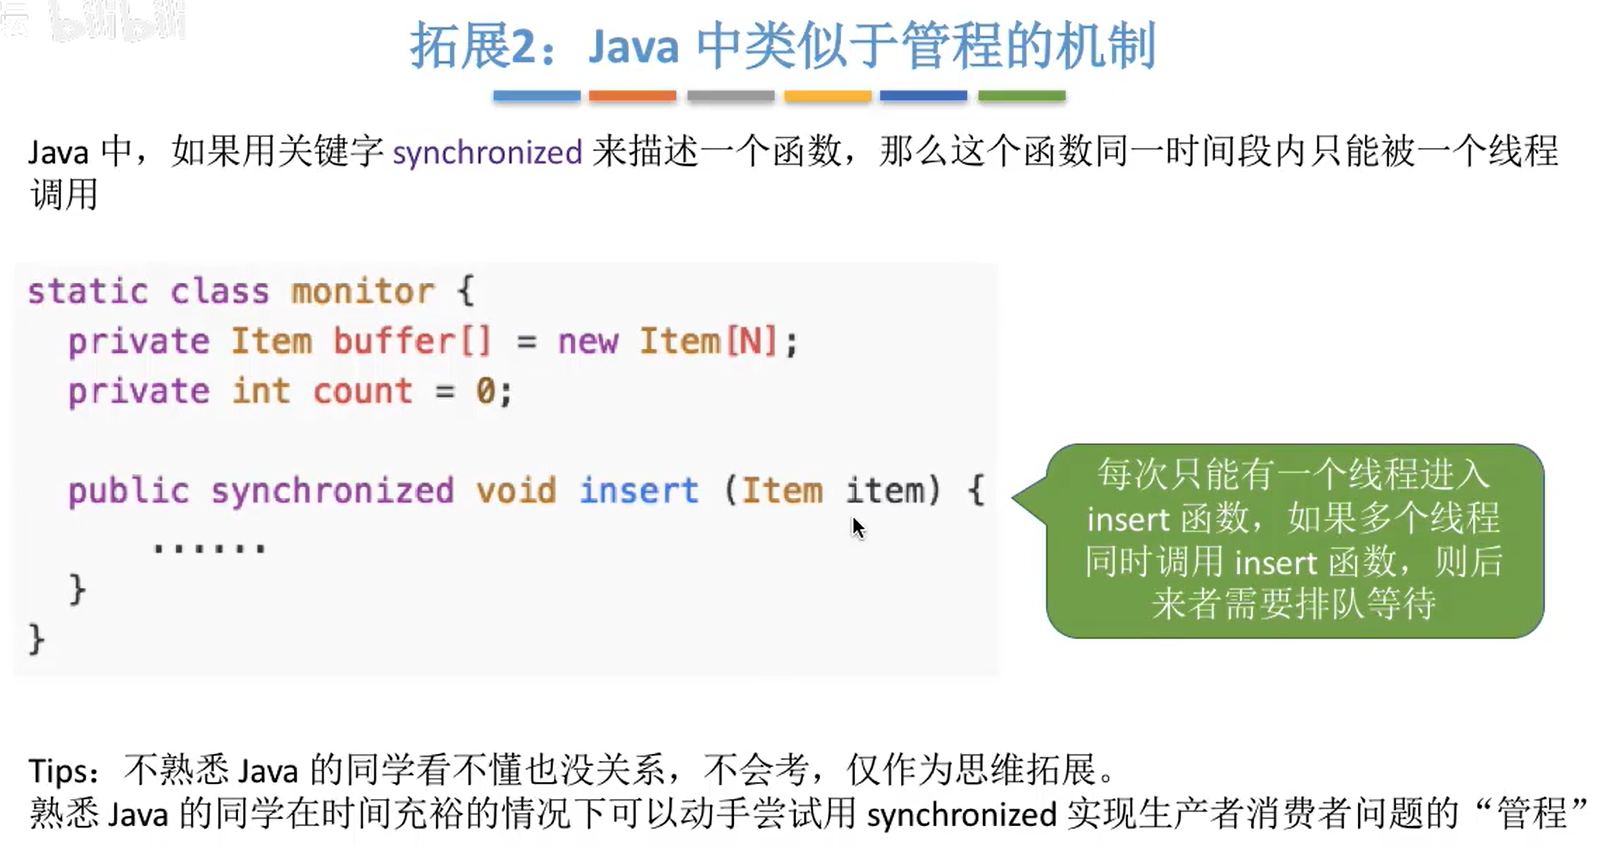 拓展2：Java 中类似于管程的机制
Java 中，如果用关键字 synchronized 来描述一个函数，那么这个函数同一时间段内只能被一个线程
调用
static class monitor {
private Item buffer[] = new Item[N];
private int count = 0;
public synchronized void insert (Item item) {
......
}
}
每次只能有一个线程进入
insert 函数，如果多个线程
同时调用 insert 函数，则后
来者需要排队等待
Tips：不熟悉 Java 的同学看不懂也没关系，不会考，仅作为思维拓展。
熟悉 Java 的同学在时间充裕的情况下可以动手尝试用 synchronized 实现生产者消费者问题的“管程”